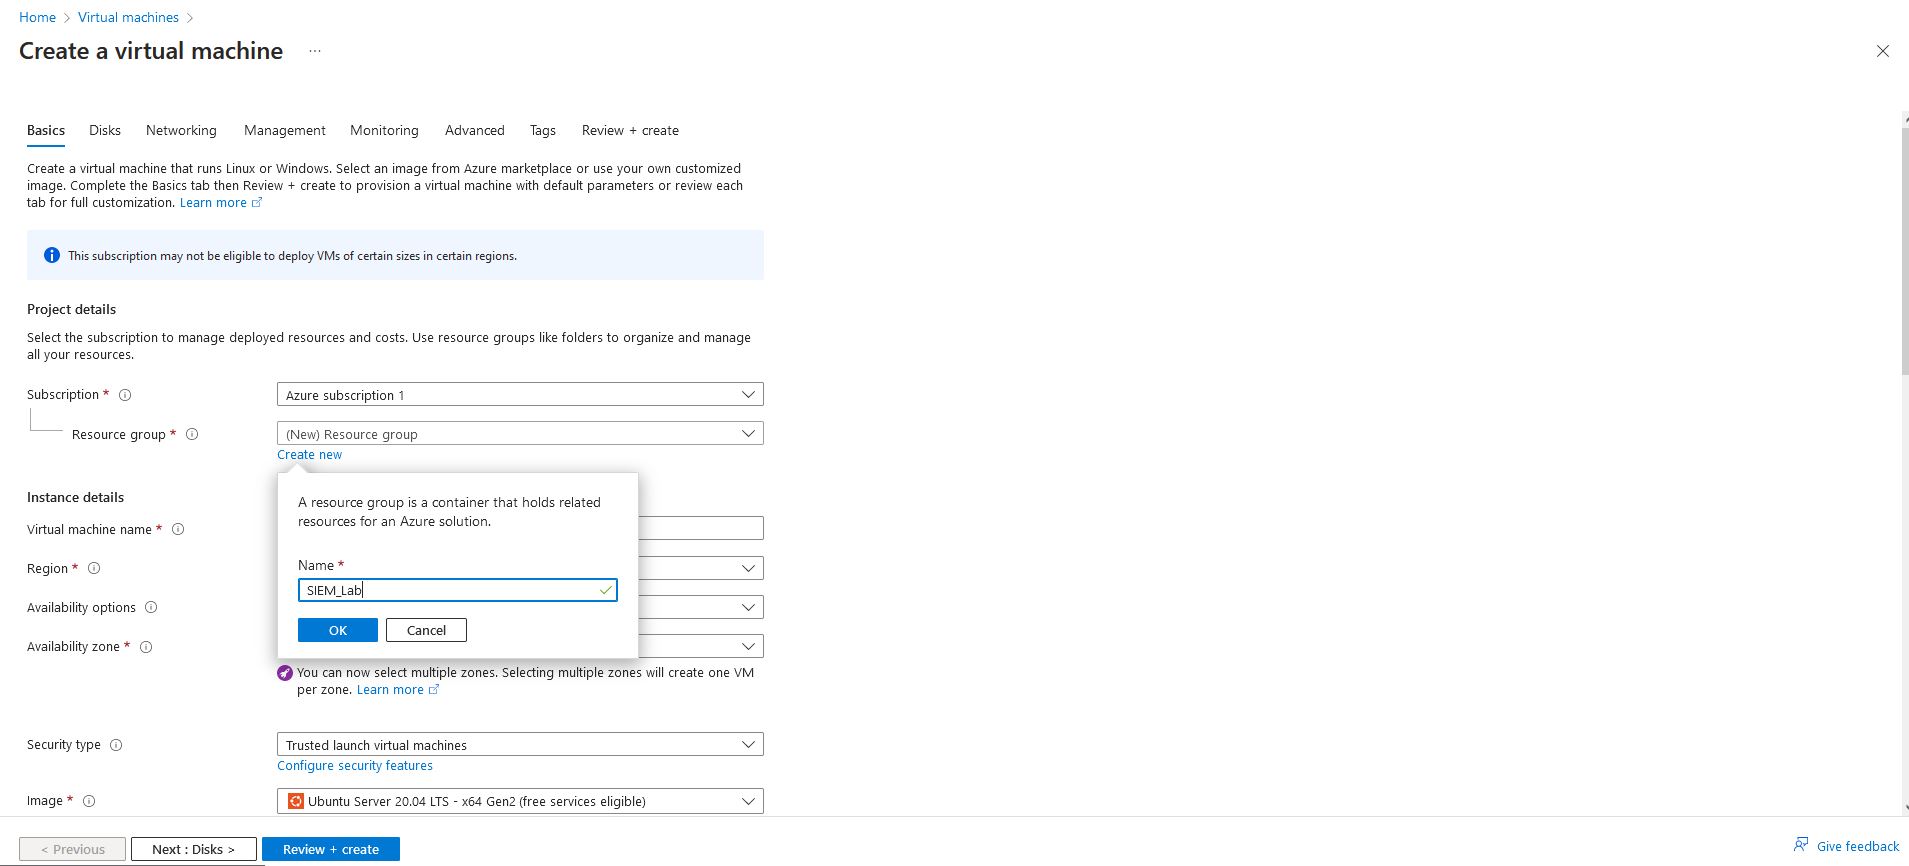 Home > Virtual machines >
Create a virtual machine ...
Basics Disks Networking Management Monitoring Advanced Tags Review + create
Create a virtual machine that runs Linux or Windows. Select an image from Azure marketplace or use your own customized
image. Complete the Basics tab then Review + create to provision a virtual machine with default parameters or review each
tab for full customization. Learn more
This subscription may not be eligible to deploy VMs of certain sizes in certain regions.
Project details
Select the subscription to manage deployed resources and costs. Use resource groups like folders to organize and manage
all your resources.
Subscription * Azure subscription 1
Resource group * (New) Resource group
Create new
A resource group is a container that holds related
resources for an Azure solution.
Name *
SIEM_Lab
OK Cancel
Instance details
Virtual machine name *
Region *
Availability options
Availability zone *
You can now select multiple zones. Selecting multiple zones will create one VM
per zone. Learn more
Security type Trusted launch virtual machines
Configure security features
Image * Ubuntu Server 20.04 LTS - x64 Gen2 (free services eligible)
< Previous Next : Disks > Review + create Give feedback